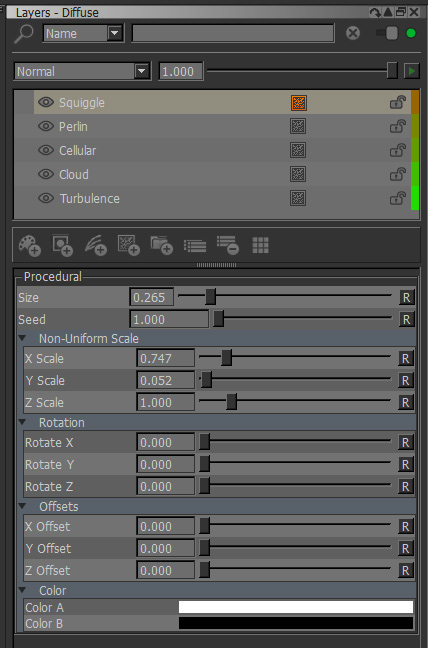 Layers - Diffuse
Name
Normal 1.000
Squiggle
Perlin
Cellular
Cloud
Turbulence
Procedural
Size 0.265 R
Seed 1.000 R
Non-Uniform Scale
X Scale 0.747 R
Y Scale 0.052 R
Z Scale 1.000 R
Rotation
Rotate X 0.000 R
Rotate Y 0.000 R
Rotate Z 0.000 R
Offsets
X Offset 0.000 R
Y Offset 0.000 R
Z Offset 0.000 R
Color
Color A
Color B